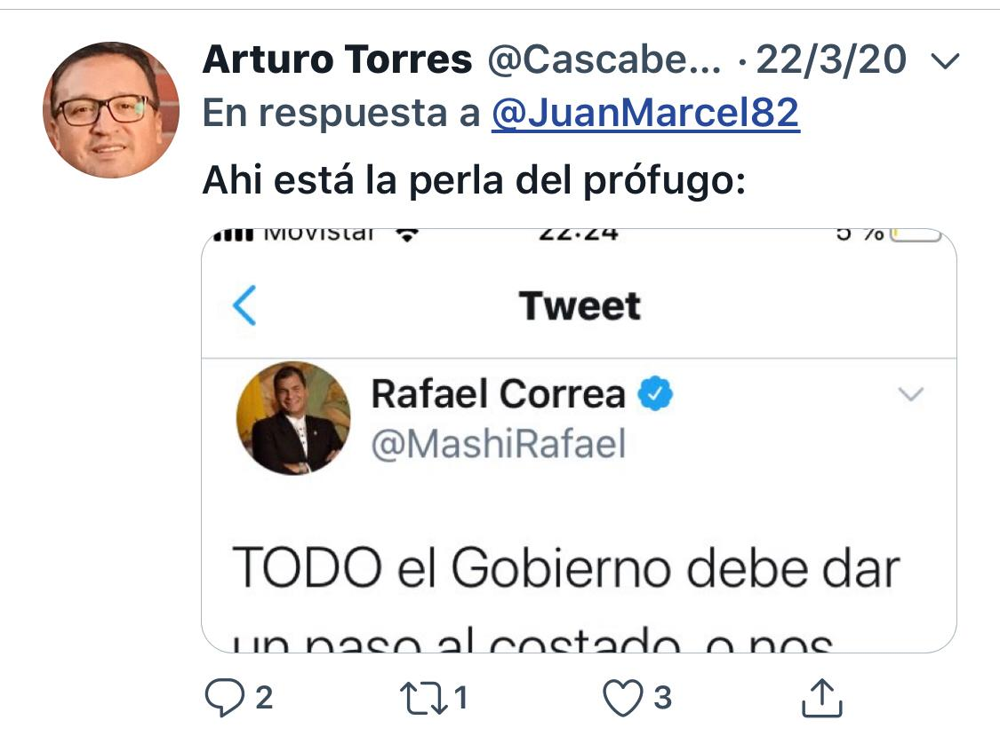 Arturo Torres @Cascabe... · 22/3/20
En respuesta a @JuanMarcel82
Ahi está la perla del prófugo:
Movistar 22:24 5 %
Tweet
Rafael Correa
@MashiRafael
TODO el Gobierno debe dar
un paso al costado, o nos
2 1 3